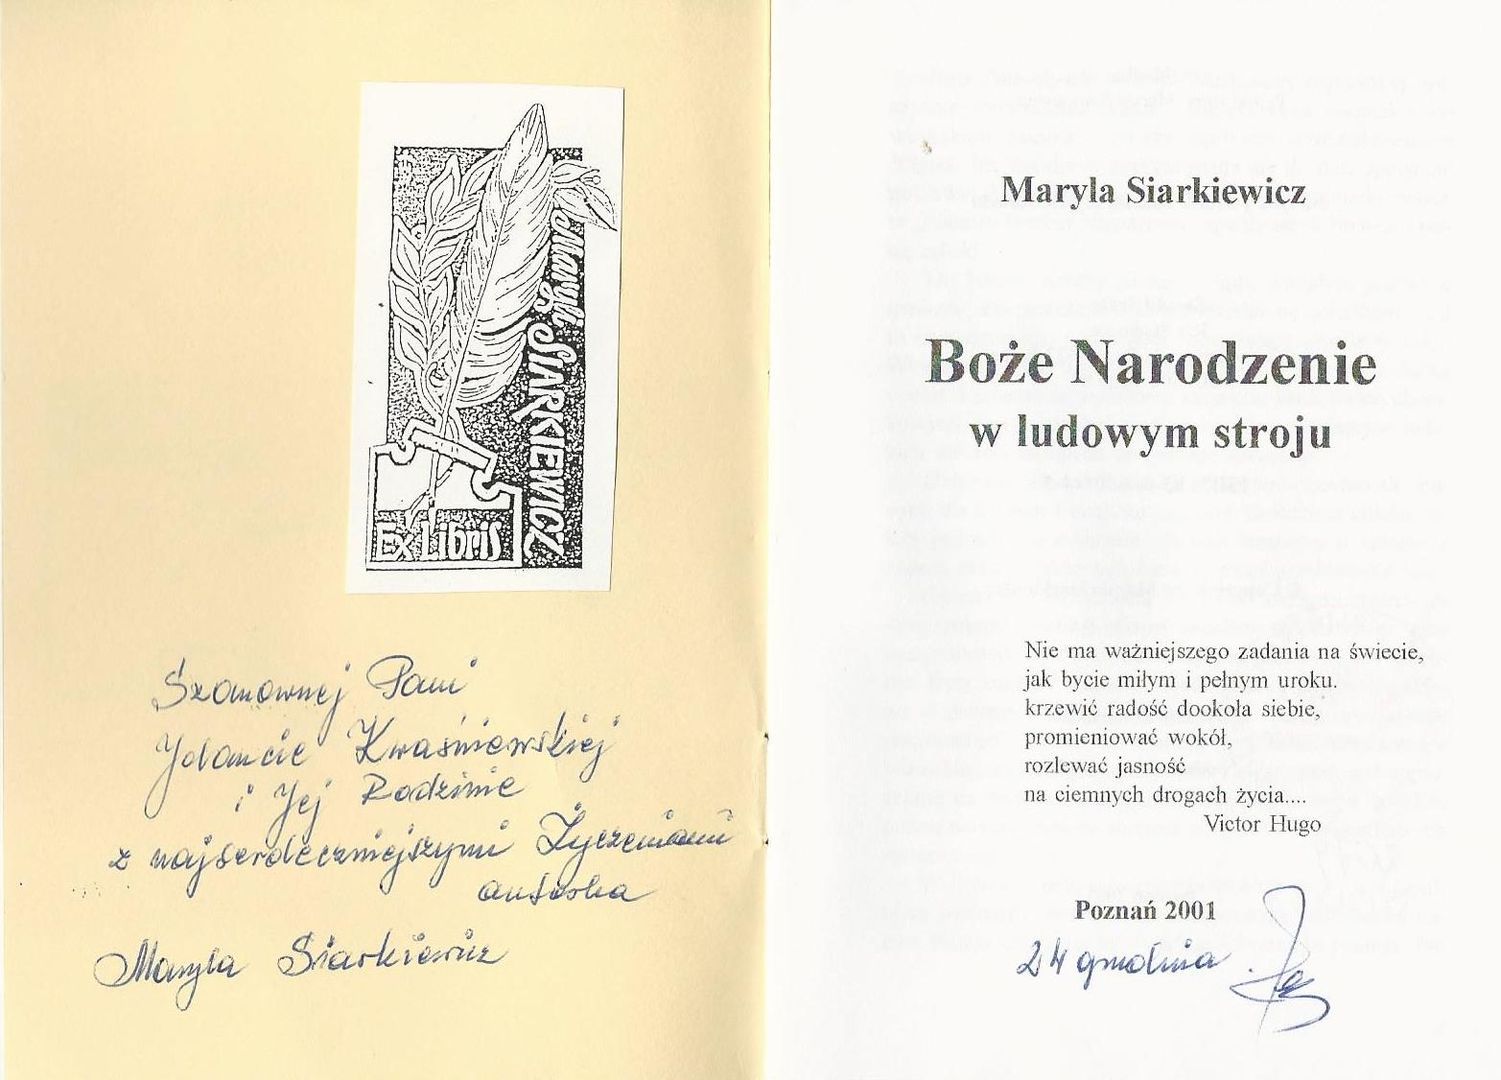 Maryla SIARKIEWICZ
Ex Libris
Szanownej Pani
Jolancie Kwaśniewskiej
i Jej Rodzinie
z najserdeczniejszymi Życzeniami
autorka
Maryla Siarkiewicz
Maryla Siarkiewicz
Boże Narodzenie
w ludowym stroju
Nie ma ważniejszego zadania na świecie,
jak bycie miłym i pełnym uroku.
krzewić radość dookoła siebie,
promieniować wokół,
rozlewać jasność
na ciemnych drogach życia....
Victor Hugo
Poznań 2001
24 grudnia